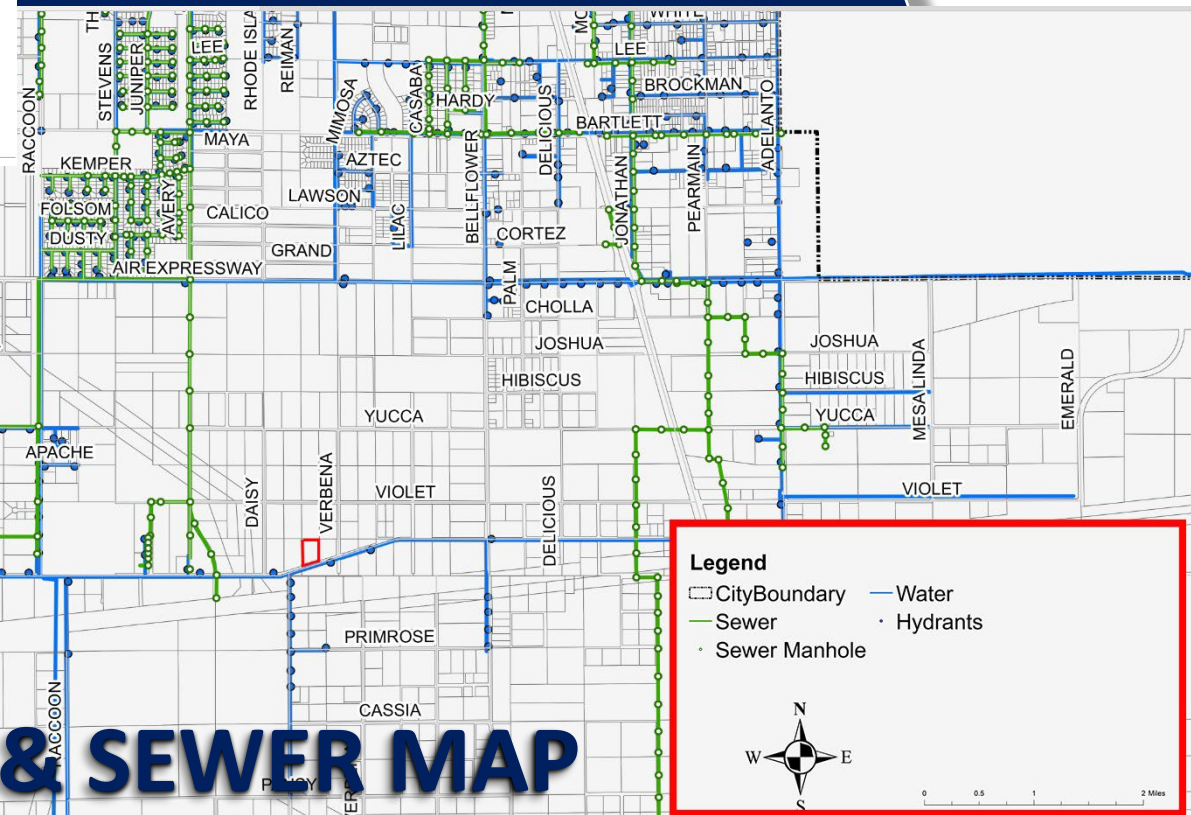 RACCOON
STEVENS
JUNIPER
LEE
RHODE ISLA
REIMAN
MIMOSA
CASABA
HARDY
DELICIOUS
LEE
WHITE
BROCKMAN
BARTLETT
ADELANTO
MAYA
KEMPER
AZTEC
LAWSON
LILAC
BELLFLOWER
JONATHAN
PEARMAIN
FOLSOM
AVERY
CALICO
DUSTY
CORTEZ
GRAND
AIR EXPRESSWAY
PALM
CHOLLA
JOSHUA
JOSHUA
HIBISCUS
HIBISCUS
MESA LINDA
EMERALD
YUCCA
YUCCA
APACHE
DAISY
VERBENA
VIOLET
DELICIOUS
VIOLET
PRIMROSE
RACCOON
CASSIA
Legend
CityBoundary
Water
Sewer
Hydrants
Sewer Manhole
N
W E
S
0 0.5 1 2 Miles
& SEWER MAP